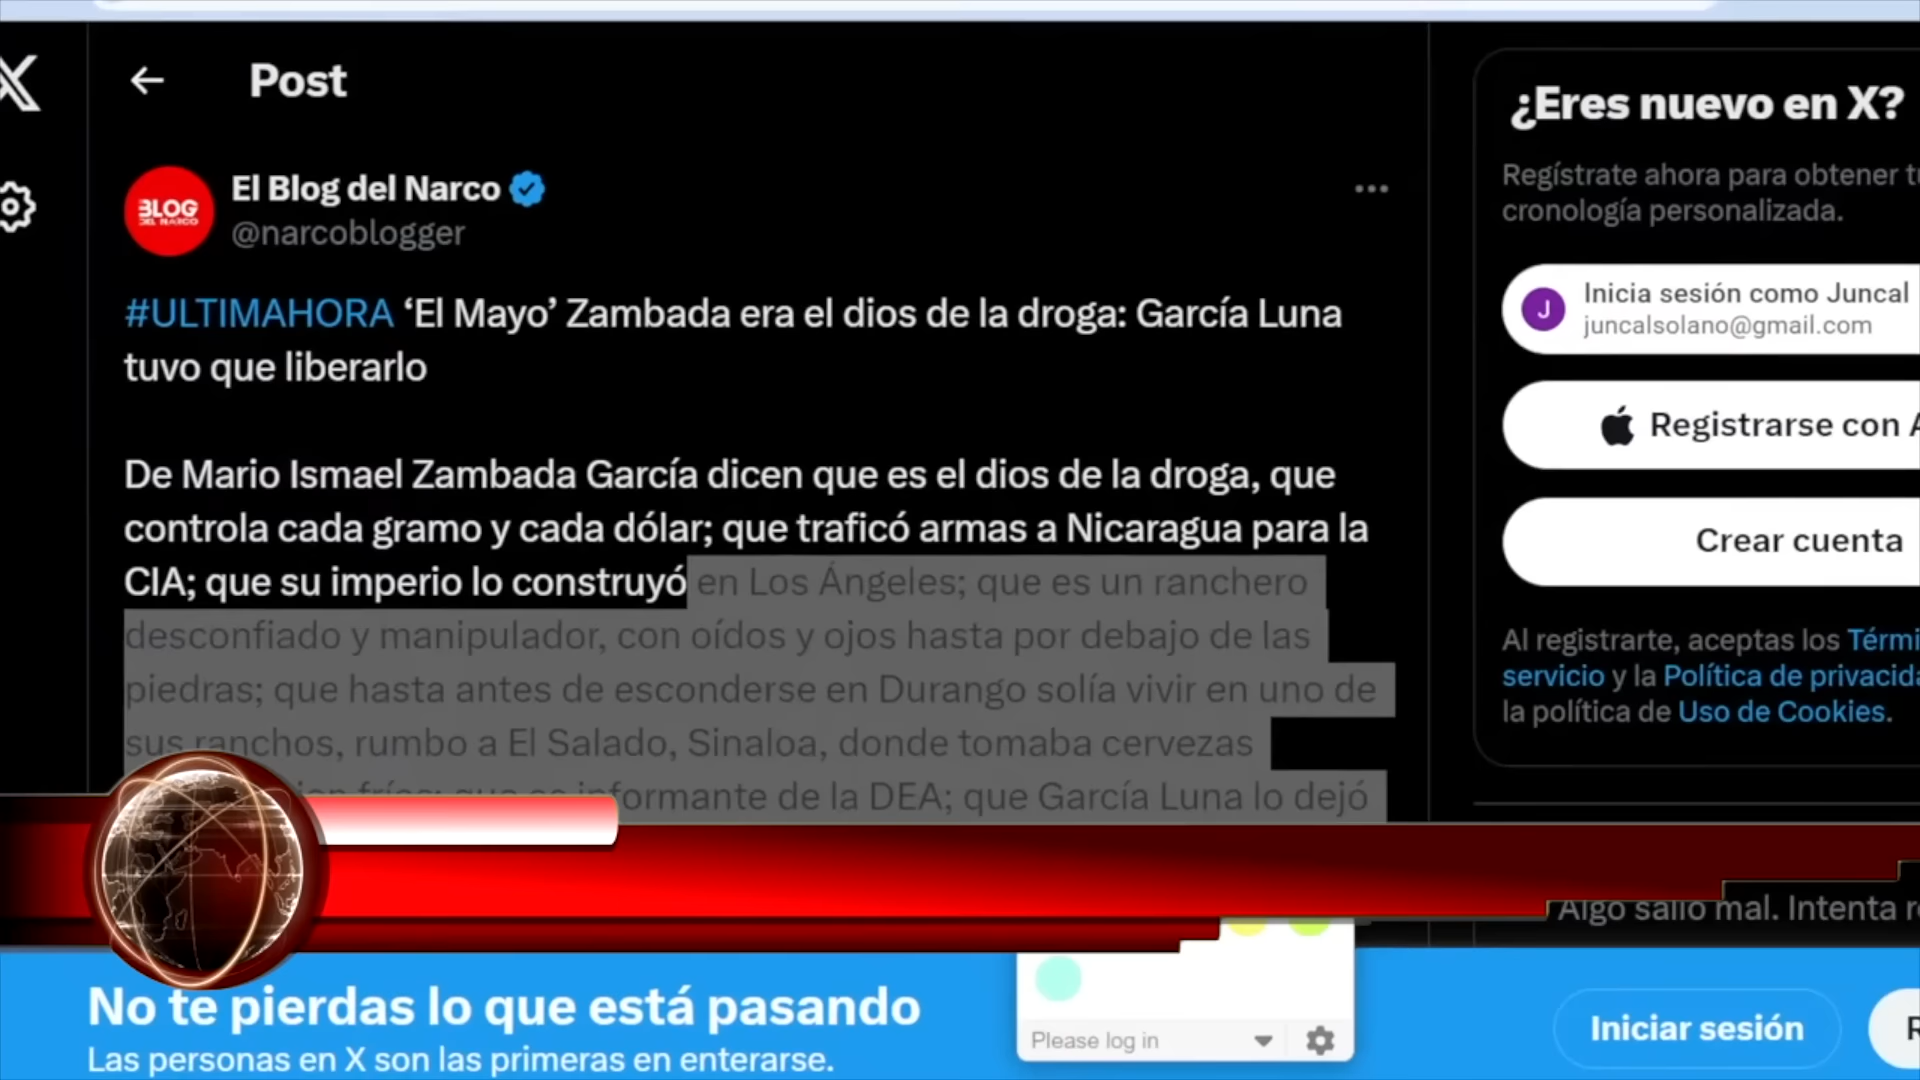 Post
¿Eres nuevo en X?
El Blog del Narco
@narcoblogger
BLOG
DEL NARCO
#ULTIMAHORA ‘El Mayo’ Zambada era el dios de la droga: García Luna
tuvo que liberarlo
De Mario Ismael Zambada García dicen que es el dios de la droga, que
controla cada gramo y cada dólar; que traficó armas a Nicaragua para la
CIA; que su imperio lo construyó en Los Ángeles; que es un ranchero
desconfiado y manipulador, con oídos y ojos hasta por debajo de las
piedras; que hasta antes de esconderse en Durango solía vivir en uno de
sus ranchos, rumbo a El Salado, Sinaloa, donde tomaba cervezas
informante de la DEA; que García Luna lo dejó
Regístrate ahora para obtener
cronología personalizada.
J
Inicia sesión como Juncal
juncalsolano@gmail.com
Registrarse con
Crear cuenta
Al registrarte, aceptas los
servicio y la Política de
la política de Uso de Cookies.
Algo salió mal. Intenta
No te pierdas lo que está pasando
Las personas en X son las primeras en enterarse.
Please log in
Iniciar sesión